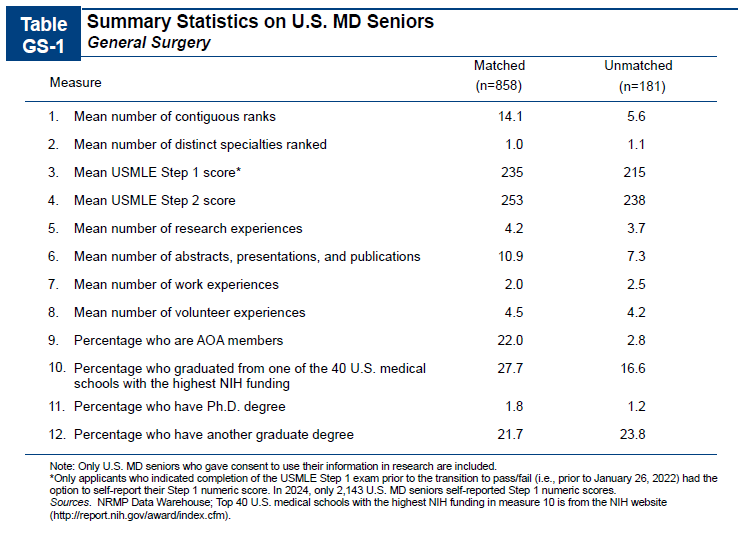 Table
GS-1
Summary Statistics on U.S. MD Seniors
General Surgery
Measure
Matched
(n=858)
Unmatched
(n=181)
1. Mean number of contiguous ranks 14.1 5.6
2. Mean number of distinct specialties ranked 1.0 1.1
3. Mean USMLE Step 1 score* 235 215
4. Mean USMLE Step 2 score 253 238
5. Mean number of research experiences 4.2 3.7
6. Mean number of abstracts, presentations, and publications 10.9 7.3
7. Mean number of work experiences 2.0 2.5
8. Mean number of volunteer experiences 4.5 4.2
9. Percentage who are AOA members 22.0 2.8
10. Percentage who graduated from one of the 40 U.S. medical 27.7 16.6
schools with the highest NIH funding
11. Percentage who have Ph.D. degree 1.8 1.2
12. Percentage who have another graduate degree 21.7 23.8
Note: Only U.S. MD seniors who gave consent to use their information in research are included.
*Only applicants who indicated completion of the USMLE Step 1 exam prior to the transition to pass/fail (i.e., prior to January 26, 2022) had the
option to self-report their Step 1 numeric score. In 2024, only 2,143 U.S. MD seniors self-reported Step 1 numeric scores.
Sources. NRMP Data Warehouse; Top 40 U.S. medical schools with the highest NIH funding in measure 10 is from the NIH website
(http://report.nih.gov/award/index.cfm).